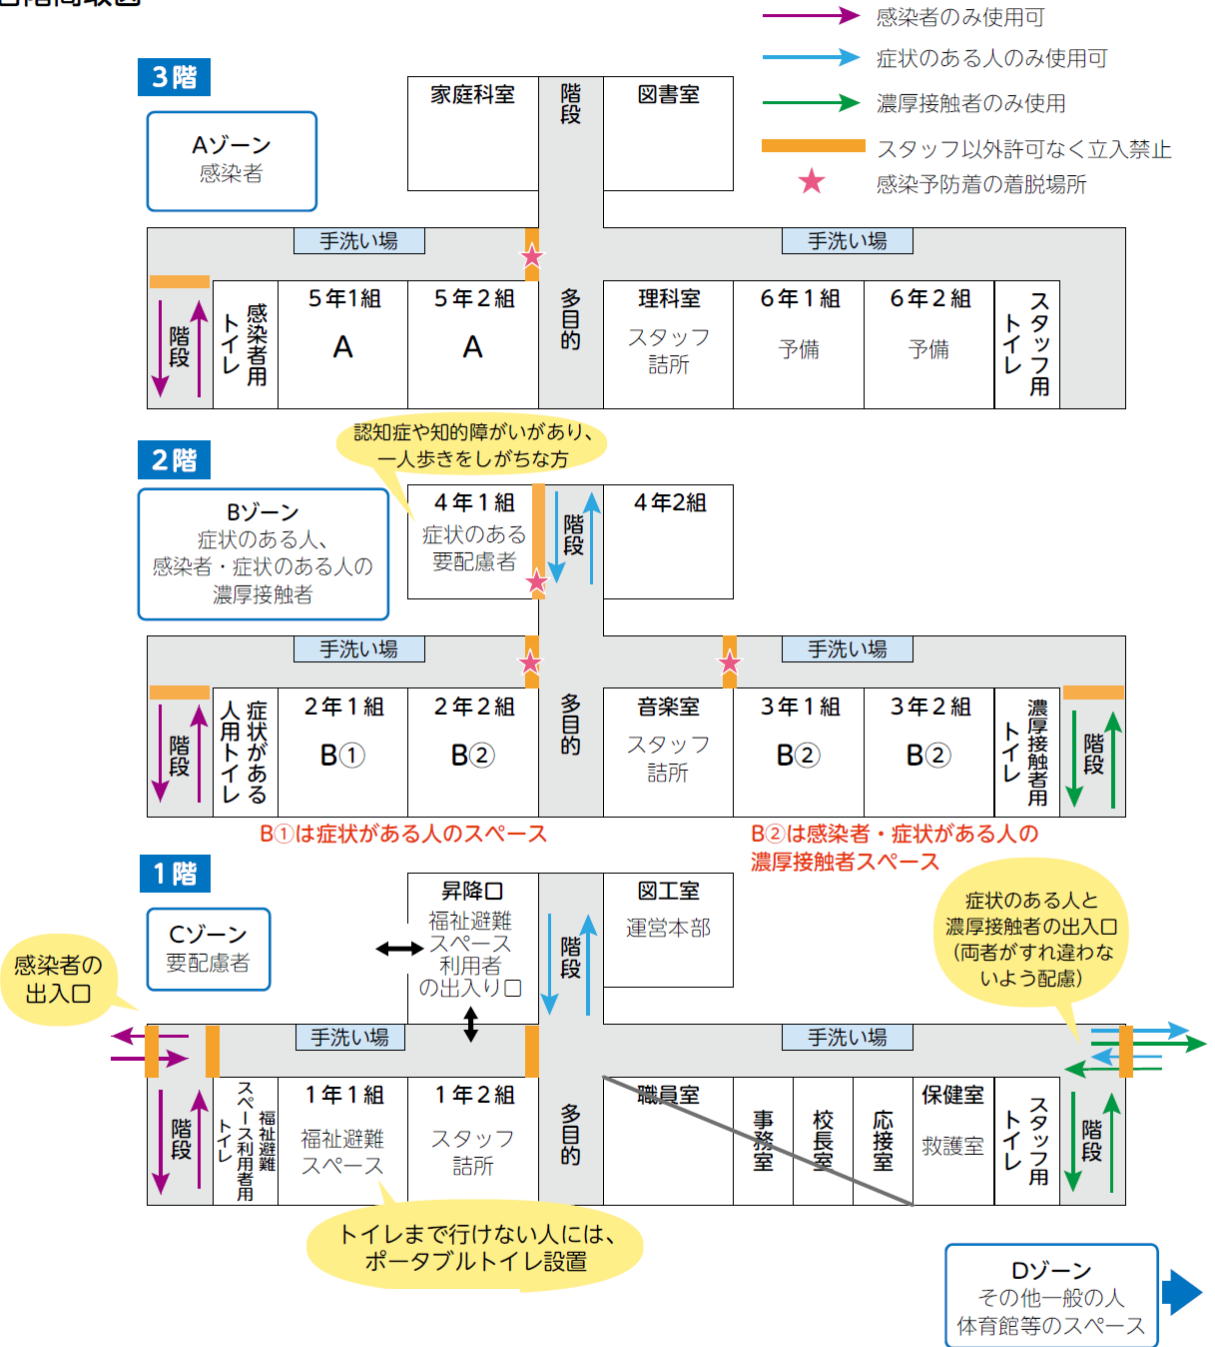 各階間取図
感染者のみ使用可
症状のある人のみ使用可
濃厚接触者のみ使用
スタッフ以外許可なく立入禁止
感染予防着の着脱場所
3階
Aゾーン
感染者
家庭科室
階段
図書室
手洗い場
手洗い場
階段
感染者用
トイレ
5年1組
A
5年2組
A
多目的
理科室
スタッフ
詰所
6年1組
予備
6年2組
予備
スタッフ用
トイレ
認知症や知的障がいがあり、
一人歩きをしがちな方
2階
Bゾーン
症状のある人、
感染者・症状のある人の
濃厚接触者
4年1組
症状のある
要配慮者
階段
4年2組
手洗い場
手洗い場
階段
症状がある
人用トイレ
2年1組
B①
2年2組
B②
多目的
音楽室
スタッフ
詰所
3年1組
B②
3年2組
B②
濃厚接触者用
トイレ
階段
B①は症状がある人のスペース
B②は感染者・症状がある人の
濃厚接触者スペース
1階
Cゾーン
要配慮者
感染者の
出入口
昇降口
福祉避難
スペース
利用者
の出入り口
階段
図工室
運営本部
症状のある人と
濃厚接触者の出入口
(両者がすれ違わな
いよう配慮)
手洗い場
手洗い場
階段
福祉避難
スペース利用者用
トイレ
1年1組
福祉避難
スペース
1年2組
スタッフ
詰所
多目的
職員室
事務室
校長室
応接室
保健室
救護室
スタッフ用
トイレ
階段
トイレまで行けない人には、
ポータブルトイレ設置
Dゾーン
その他一般の人
体育館等のスペース